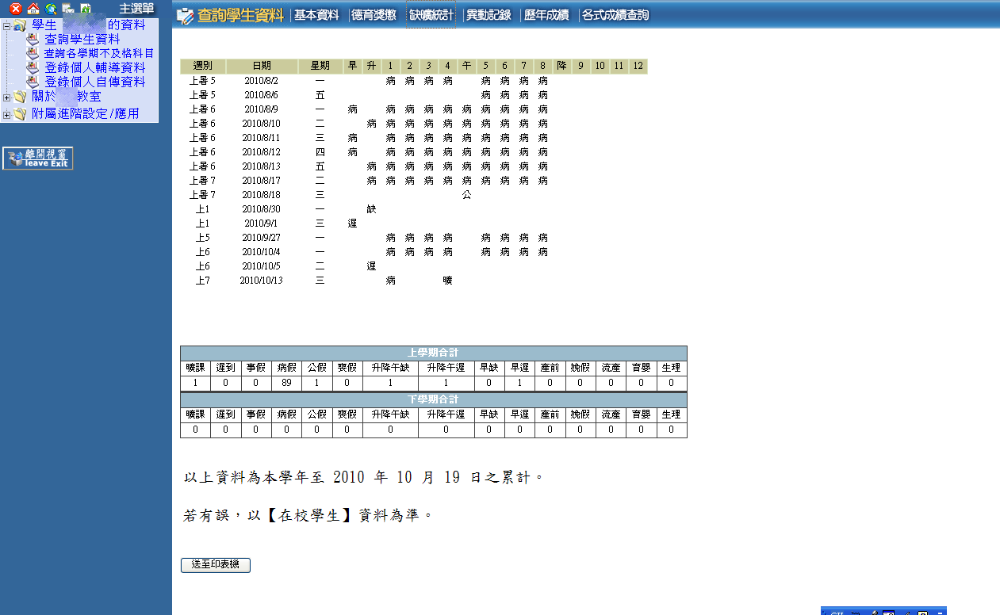 主選單
學生 的資料
查詢學生資料
查詢各學期不及格科目
登錄個人輔導資料
登錄個人自傳資料
關於 教室
附屬進階設定/應用
離開視窗
leave Exit
查詢學生資料 | 基本資料 | 德育獎懲 | 缺曠統計 | 異動記錄 | 歷年成績 | 各式成績查詢
週別 日期 星期 早 升 1 2 3 4 午 5 6 7 8 降 9 10 11 12
上暑 5 2010/8/2 一 病 病 病 病 病 病 病 病
上暑 5 2010/8/6 五 病 病 病 病
上暑 6 2010/8/9 一 病 病 病 病 病 病 病 病 病 病
上暑 6 2010/8/10 二 病 病 病 病 病 病 病 病 病 病
上暑 6 2010/8/11 三 病 病 病 病 病 病 病 病 病 病
上暑 6 2010/8/12 四 病 病 病 病 病 病 病 病 病 病
上暑 6 2010/8/13 五 病 病 病 病 病 病 病 病 病 病
上暑 7 2010/8/17 二 病 病 病 病 病 病 病 病 病 病
上暑 7 2010/8/18 三 公
上1 2010/8/30 一 缺
上1 2010/9/1 三 遲
上5 2010/9/27 一 病 病 病 病 病 病 病 病
上6 2010/10/4 一 病 病 病 病 病 病 病 病
上6 2010/10/5 二 遲
上7 2010/10/13 三 病 曠
上學期合計
曠課 遲到 事假 病假 公假 喪假 升降午缺 升降午遲 早缺 早遲 產前 娩假 流產 育嬰 生理
1 0 0 89 1 0 1 1 0 1 0 0 0 0 0
下學期合計
曠課 遲到 事假 病假 公假 喪假 升降午缺 升降午遲 早缺 早遲 產前 娩假 流產 育嬰 生理
0 0 0 0 0 0 0 0 0 0 0 0 0 0 0
以上資料為本學年至 2010 年 10 月 19 日之累計。
若有誤，以【在校學生】資料為準。
送至印表機